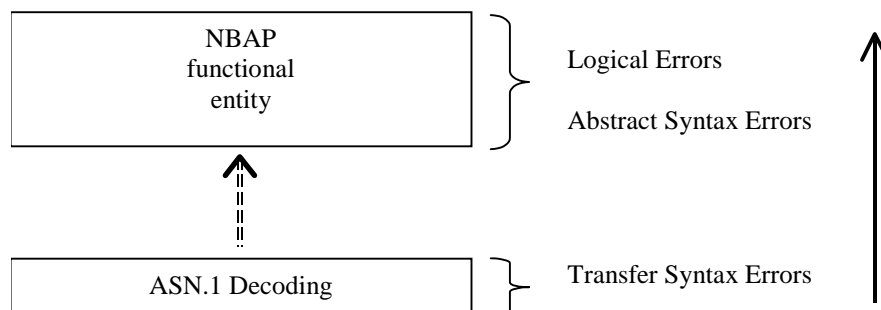 NBAP
functional
entity
Logical Errors
Abstract Syntax Errors
ASN.1 Decoding
Transfer Syntax Errors